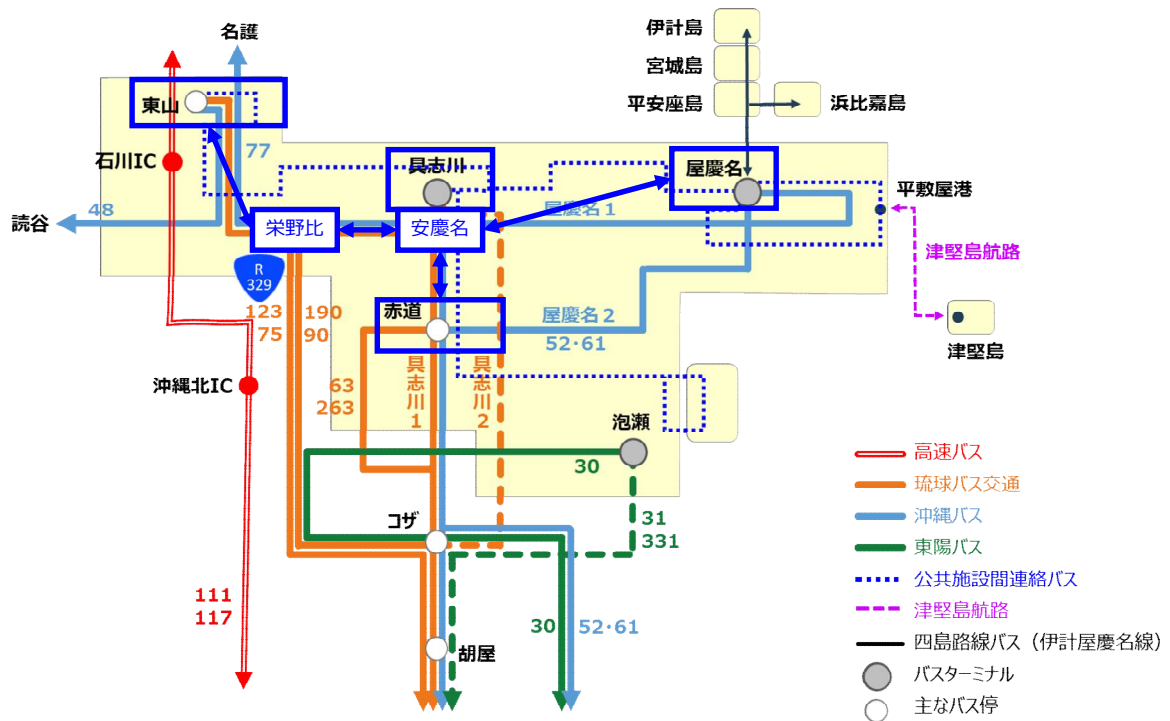 伊計島
名護
宮城島
東山
平安座島
浜比嘉島
77
石川IC
具志川
屋慶名
平敷屋港
48
読谷
栄野比
安慶名
屋慶名1
津堅島航路
R
329
123
190
赤道
屋慶名2
75
90
52・61
津堅島
沖縄北IC
63
263
具志川1
具志川2
泡瀬
30
高速バス
琉球バス交通
コザ
31
沖縄バス
331
東陽バス
公共施設間連絡バス
111
津堅島航路
117
30
52・61
四島路線バス（伊計屋慶名線）
胡屋
バスターミナル
主なバス停